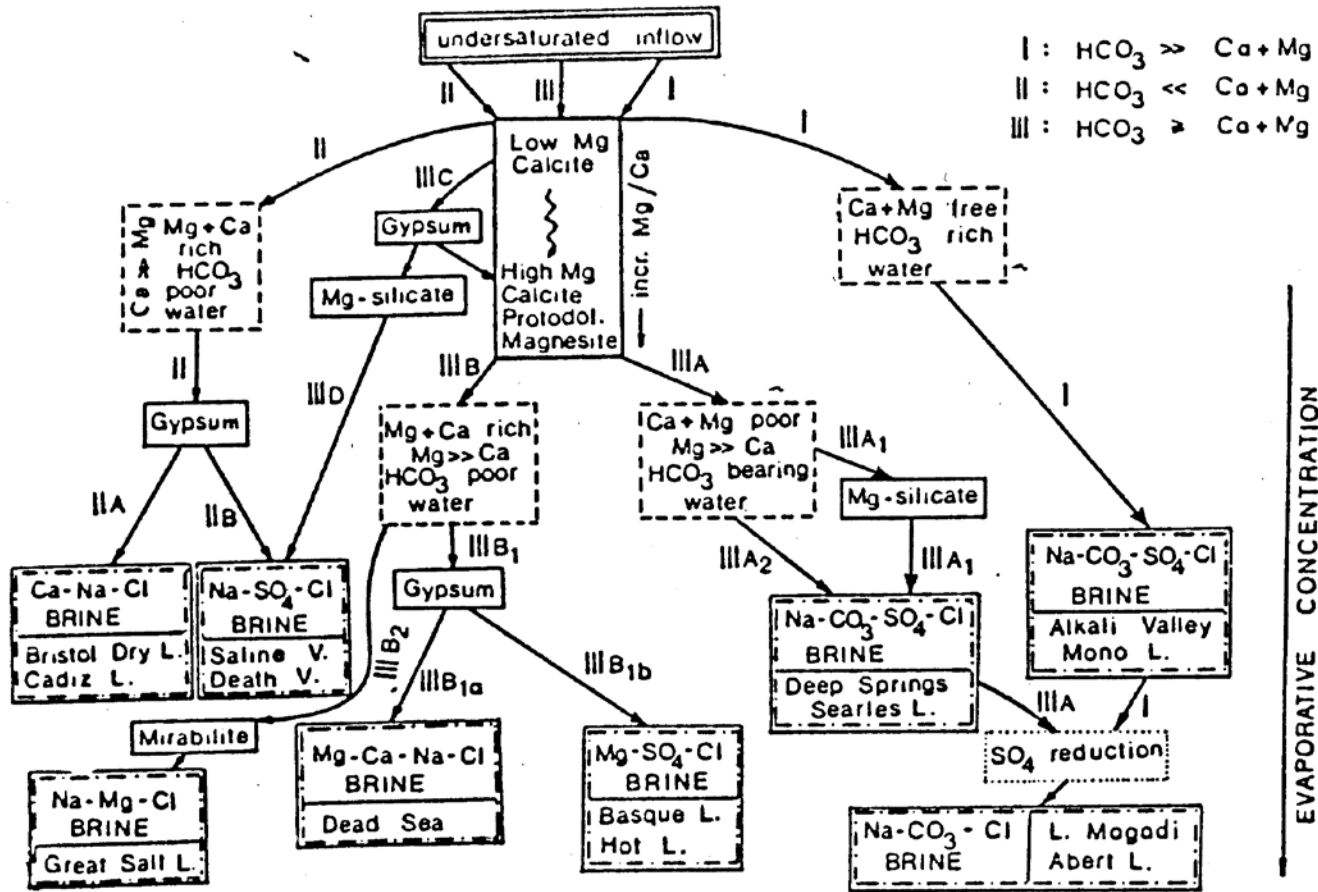 undersaturated inflow
I : HCO3 >> Ca+Mg
II : HCO3 << Ca+Mg
III : HCO3 ≥ Ca+Mg
II
III
I
II
IIIC
I
Low Mg
Calcite
High Mg
Calcite
Protodol.
Magnesite
incr. Mg/Ca
Gypsum
Mg-silicate
Ca Mg
Mg+Ca
rich
HCO3
poor
water
Ca+Mg free
HCO3 rich
water
II
IIID
IIIB
IIIA
I
Gypsum
Mg+Ca rich
Mg>>Ca
HCO3 poor
water
Ca+Mg poor
Mg>>Ca
HCO3 bearing
water
IIIA1
Mg-silicate
IIA
IIB
IIIB2
IIIB1
IIIA2
IIIA1
Gypsum
Ca-Na-Cl
BRINE
Bristol Dry L.
Cadiz L.
Na-SO4-Cl
BRINE
Saline V.
Death V.
Na-CO3-SO4-Cl
BRINE
Deep Springs
Searles L.
Na-CO3-SO4-Cl
BRINE
Alkali Valley
Mono L.
IIIB1a
IIIB1b
IIIA
I
Mirabilite
Na-Mg-Cl
BRINE
Great Salt L.
Mg-Ca-Na-Cl
BRINE
Dead Sea
Mg-SO4-Cl
BRINE
Basque L.
Hot L.
SO4 reduction
Na-CO3-Cl
BRINE
L. Magadi
Abert L.
EVAPORATIVE CONCENTRATION